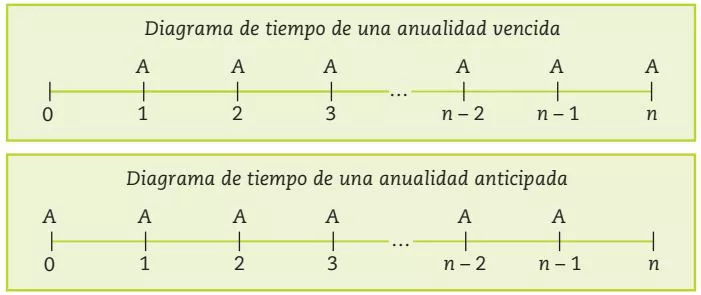 Diagrama de tiempo de una anualidad vencida
A A A A A A
...
0 1 2 3 n – 2 n – 1 n
Diagrama de tiempo de una anualidad anticipada
A A A A A A
...
0 1 2 3 n – 2 n – 1 n